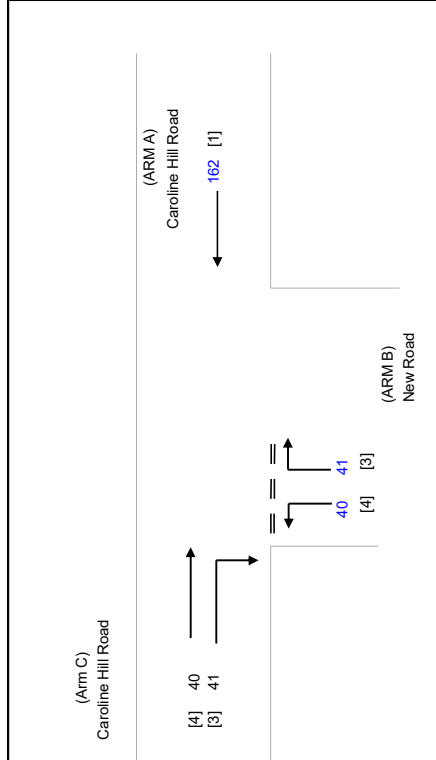 (Arm C)
Caroline Hill Road
[4] 40
[3] 41
(ARM A)
Caroline Hill Road
162 [1]
40
[4]
41
[3]
(ARM B)
New Road